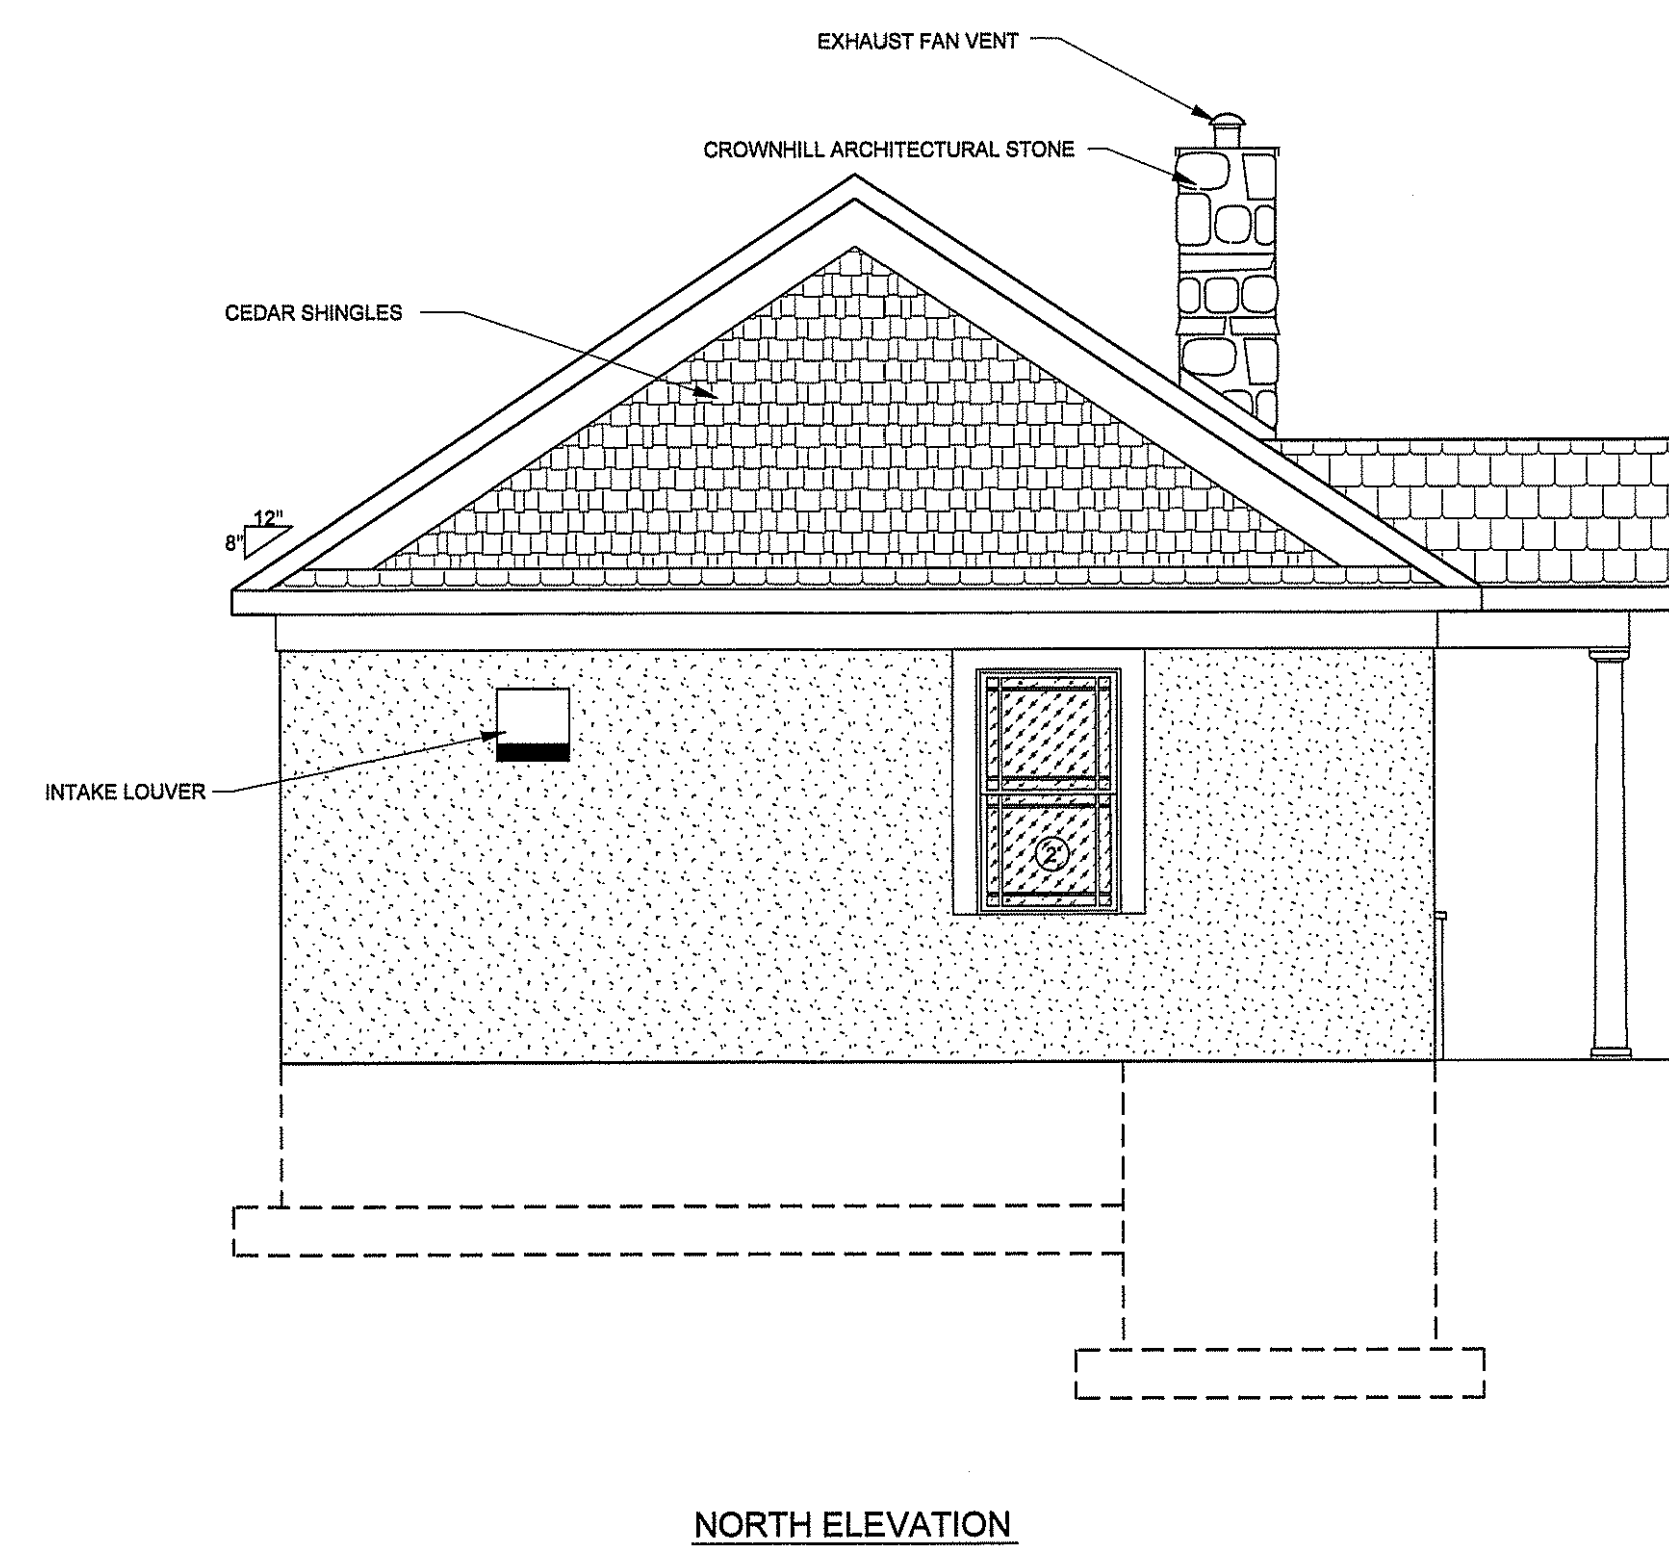 EXHAUST FAN VENT
CROWNHILL ARCHITECTURAL STONE
CEDAR SHINGLES
12"
8"
INTAKE LOUVER
2
NORTH ELEVATION